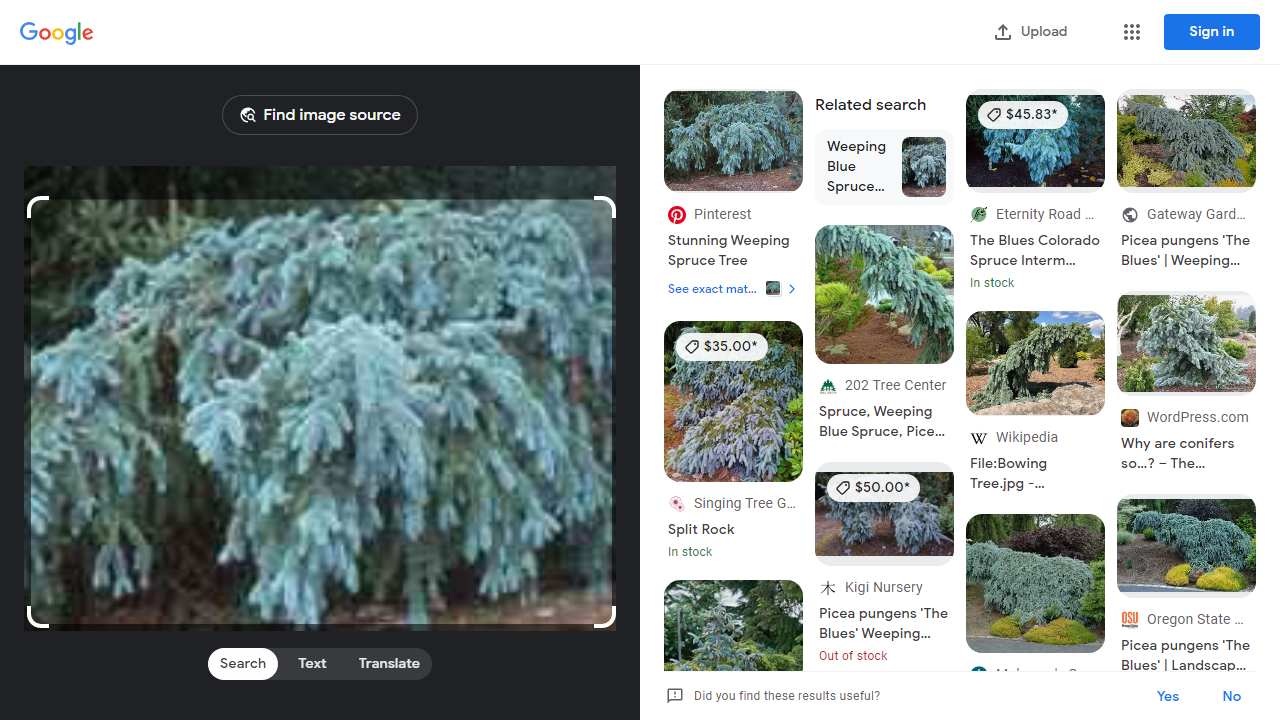 Google
Upload
Sign in
Find image source
Search
Text
Translate
Pinterest
Stunning Weeping
Spruce Tree
See exact mat...
$35.00*
Singing Tree G...
Split Rock
In stock
Related search
Weeping
Blue
Spruce...
202 Tree Center
Spruce, Weeping
Blue Spruce, Pice...
$50.00*
Kigi Nursery
Picea pungens 'The
Blues' Weeping...
Out of stock
$45.83*
Eternity Road ...
The Blues Colorado
Spruce Interm...
In stock
Wikipedia
File:Bowing
Tree.jpg -...
Gateway Gard...
Picea pungens 'The
Blues' | Weeping...
WordPress.com
Why are conifers
so...? – The...
OSU
Oregon State ...
Picea pungens 'The
Blues' | Landscap...
Did you find these results useful?
Yes
No